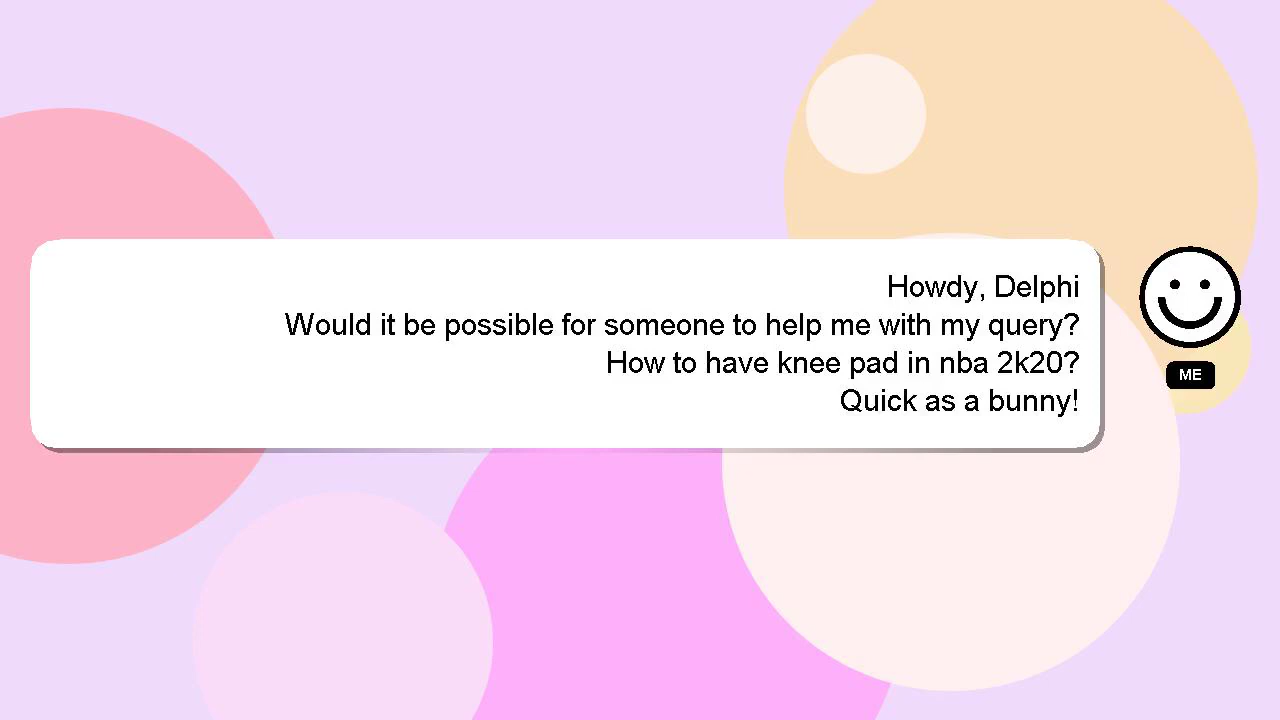 Howdy, Delphi
Would it be possible for someone to help me with my query?
How to have knee pad in nba 2k20?
Quick as a bunny!
ME